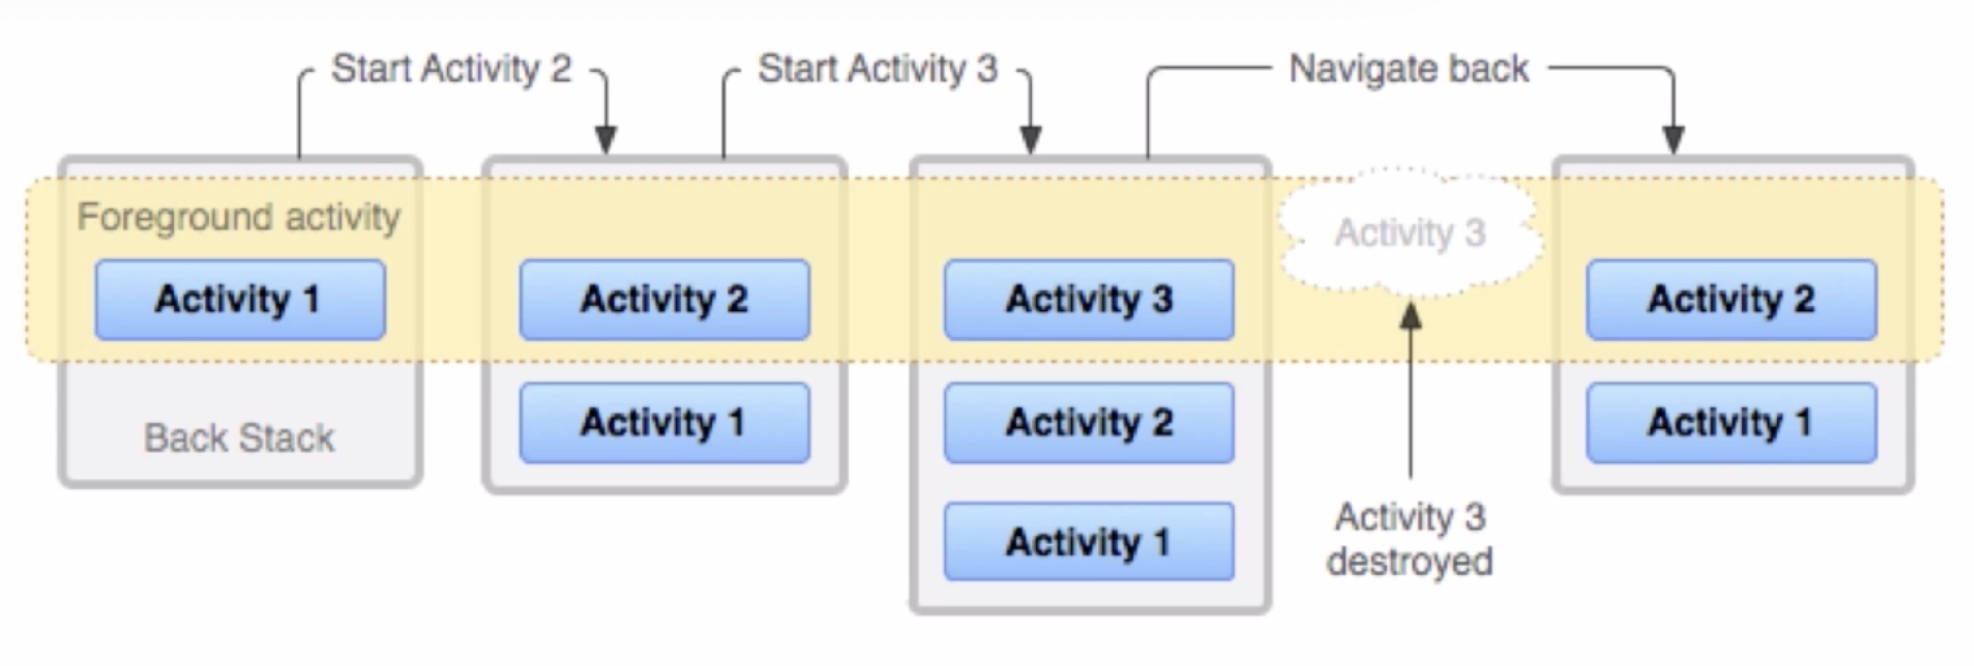 Start Activity 2
Start Activity 3
Navigate back
Foreground activity
Activity 3
Activity 1
Activity 2
Activity 3
Activity 2
Back Stack
Activity 1
Activity 2
Activity 1
Activity 1
Activity 3
destroyed